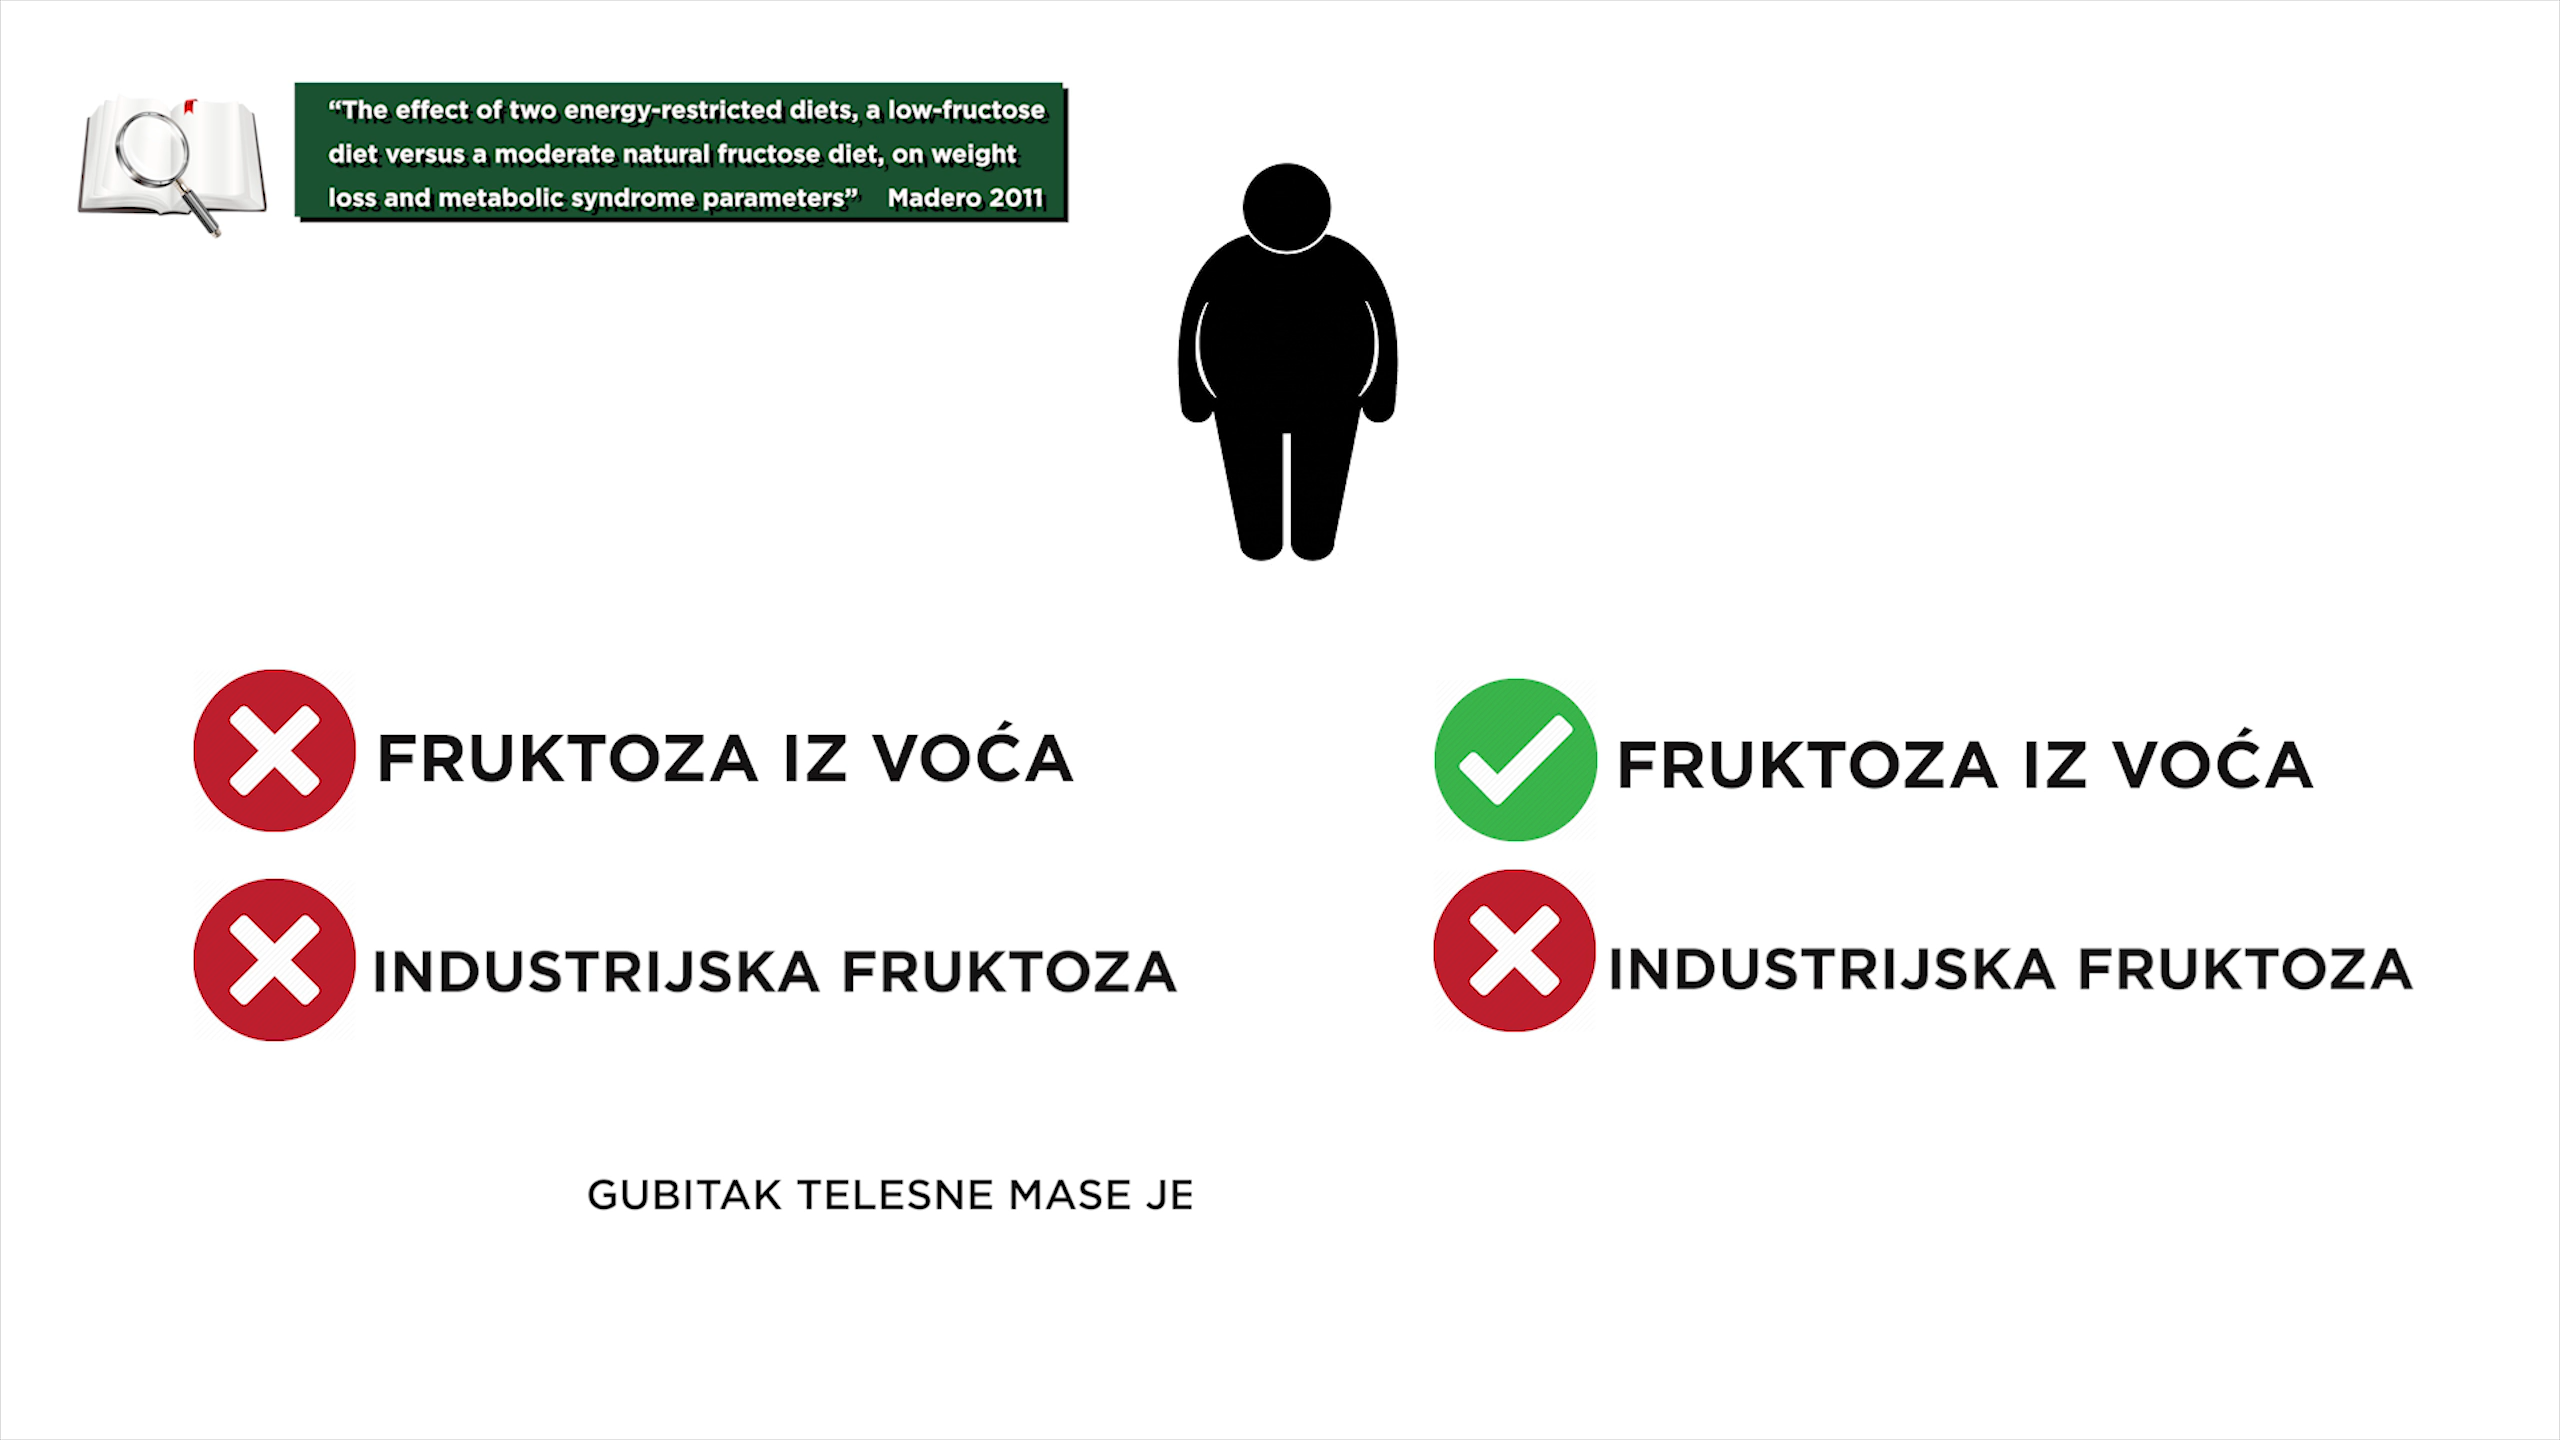 “The effect of two energy-restricted diets, a low-fructose
diet versus a moderate natural fructose diet, on weight
loss and metabolic syndrome parameters” Madero 2011
FRUKTOZA IZ VOĆA
INDUSTRIJSKA FRUKTOZA
FRUKTOZA IZ VOĆA
INDUSTRIJSKA FRUKTOZA
GUBITAK TELESNE MASE JE